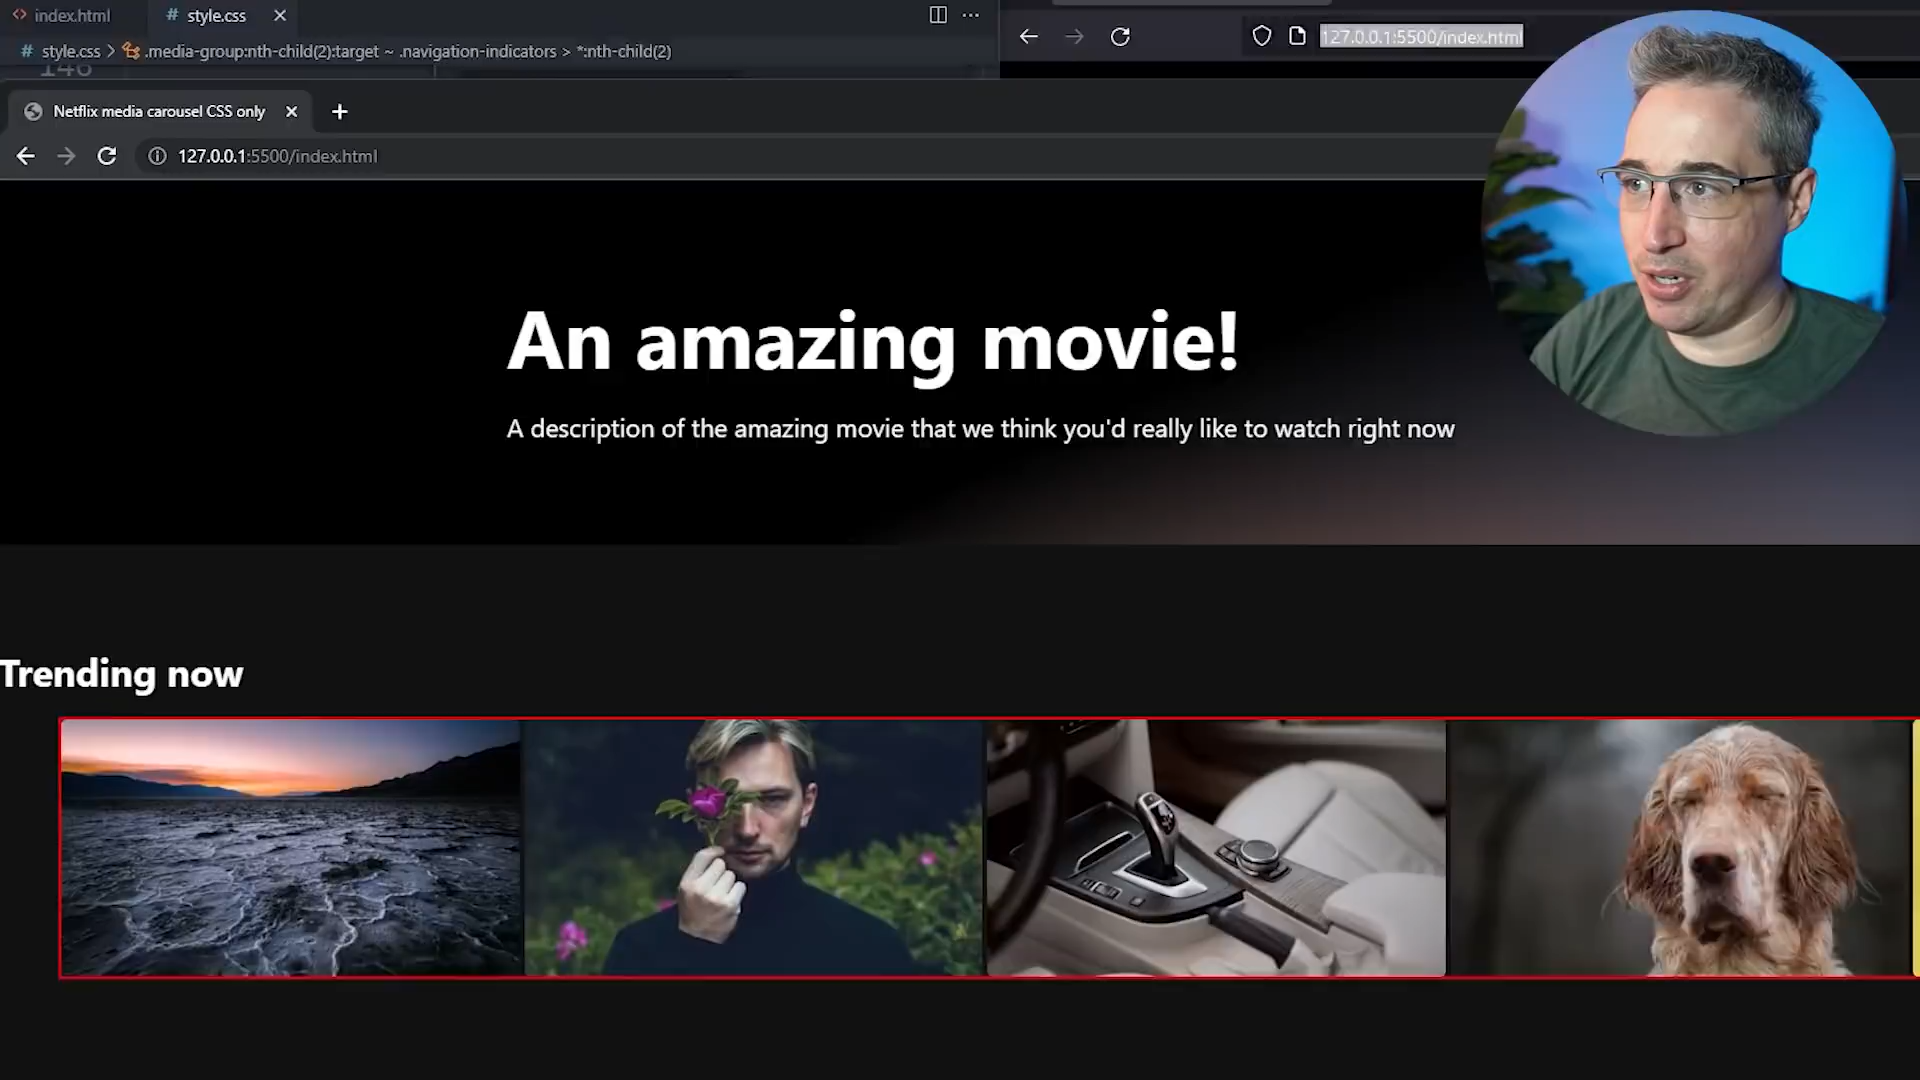 index.html
# style.css
# style.css > .media-group:nth-child(2):target ~ .navigation-indicators > *:nth-child(2)
146
127.0.0.1:5500/index.html
Netflix media carousel CSS only
127.0.0.1:5500/index.html
An amazing movie!
A description of the amazing movie that we think you'd really like to watch right now
Trending now